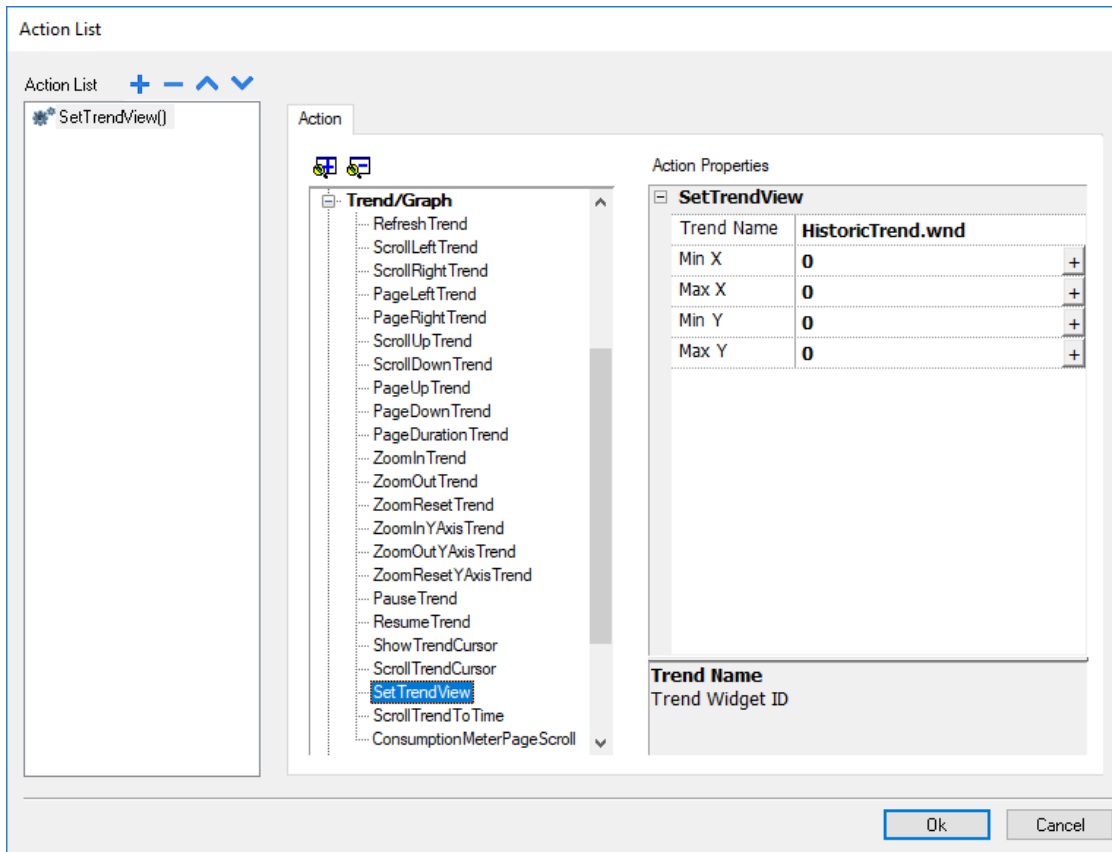 Action List
Action List
SetTrendView()
Action
Trend/Graph
RefreshTrend
ScrollLeftTrend
ScrollRightTrend
PageLeftTrend
PageRightTrend
ScrollUpTrend
ScrollDownTrend
PageUpTrend
PageDownTrend
PageDurationTrend
ZoomInTrend
ZoomOutTrend
ZoomResetTrend
ZoomInYAxisTrend
ZoomOutYAxisTrend
ZoomResetYAxisTrend
PauseTrend
ResumeTrend
ShowTrendCursor
ScrollTrendCursor
SetTrendView
ScrollTrendToTime
ConsumptionMeterPageScroll
Action Properties
SetTrendView
Trend Name HistoricTrend.wnd
Min X 0 +
Max X 0 +
Min Y 0 +
Max Y 0 +
Trend Name
Trend Widget ID
Ok Cancel